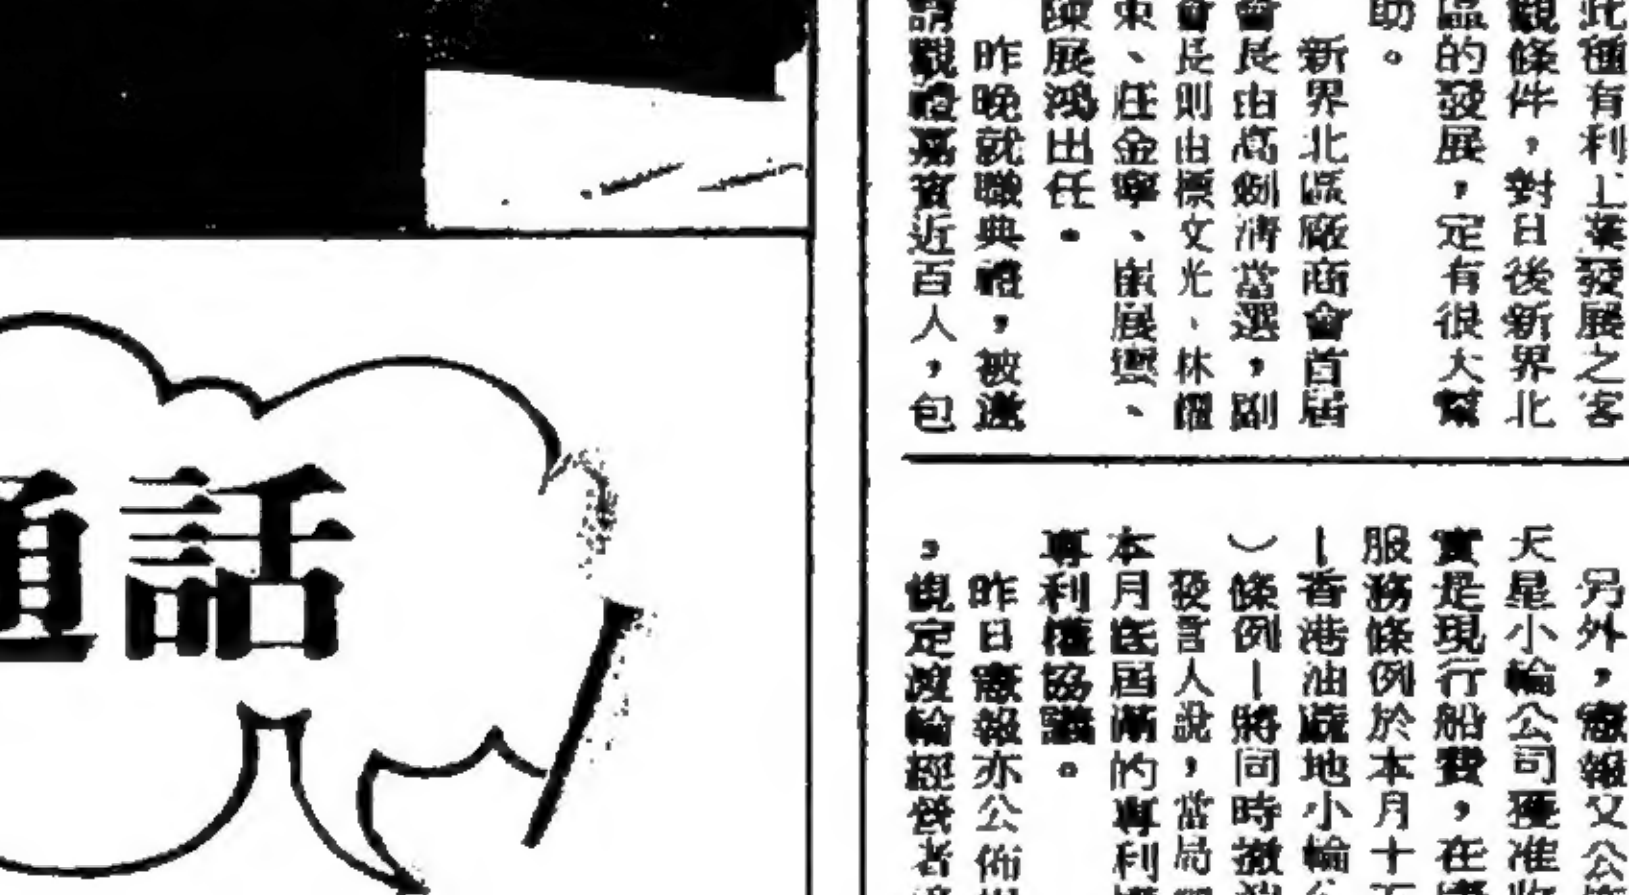 此種有利工業發展之客
觀條件，對日後新界北
區的發展，定有很大幫
助。
新界北區廠商會首屆
會長由高劍濤當選，副
會長則由標文光、林
展
陳展鴻出任。
昨晚就職典禮，被邀
請觀禮嘉賓近百人，包
另外，憲報又公
天星小輪公司獲准收
實是現行船費，在
服務條例於本月十五
—香港油蔴地小輪公
）條例—將同時撤
發言人說，當局
本月底屆滿的專利
專利權協議。
昨日憲報亦公佈
，規定渡輪經營者
通話